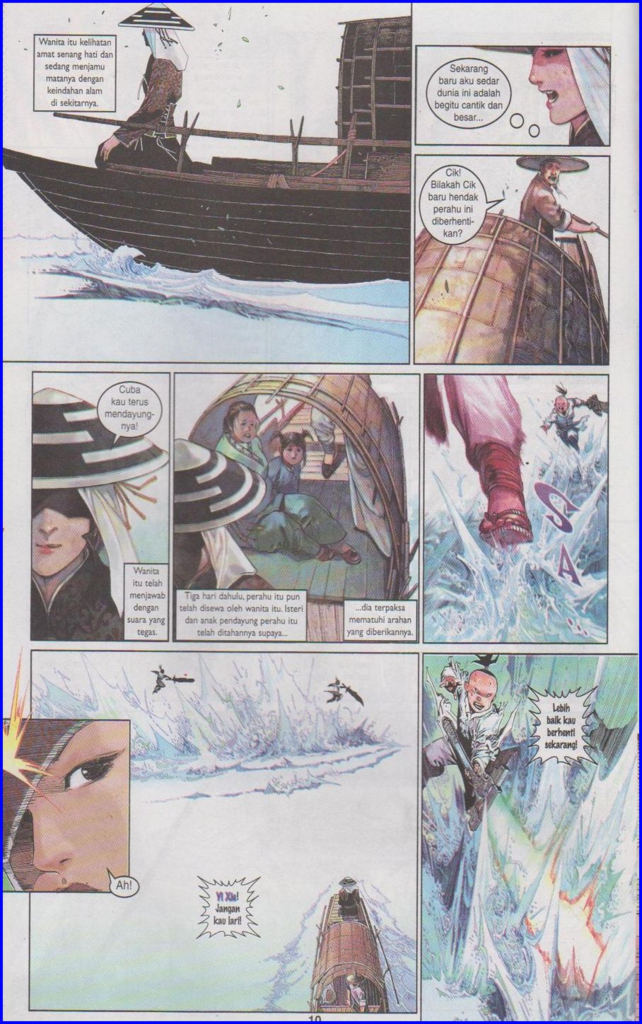 Wanita itu kelihatan
amat senang hati dan
sedang menjamu
matanya dengan
keindahan alam
di sekitarnya.
Sekarang
baru aku sedar
dunia ini adalah
begitu cantik dan
besar...
Cik!
Bilakah Cik
baru hendak
perahu ini
diberhenti-
kan?
Cuba
kau terus
mendayung-
nya!
Wanita
itu telah
menjawab
dengan
suara yang
tegas.
Tiga hari dahulu, perahu itu pun
telah disewa oleh wanita itu. Isteri
dan anak pendayung perahu itu
telah ditahannya supaya...
...dia terpaksa
mematuhi arahan
yang diberikannya.
SA
Ah!
Yi Xiu!
Jangan
kau lari!
Lebih
baik kau
berhenti
sekarang!
10